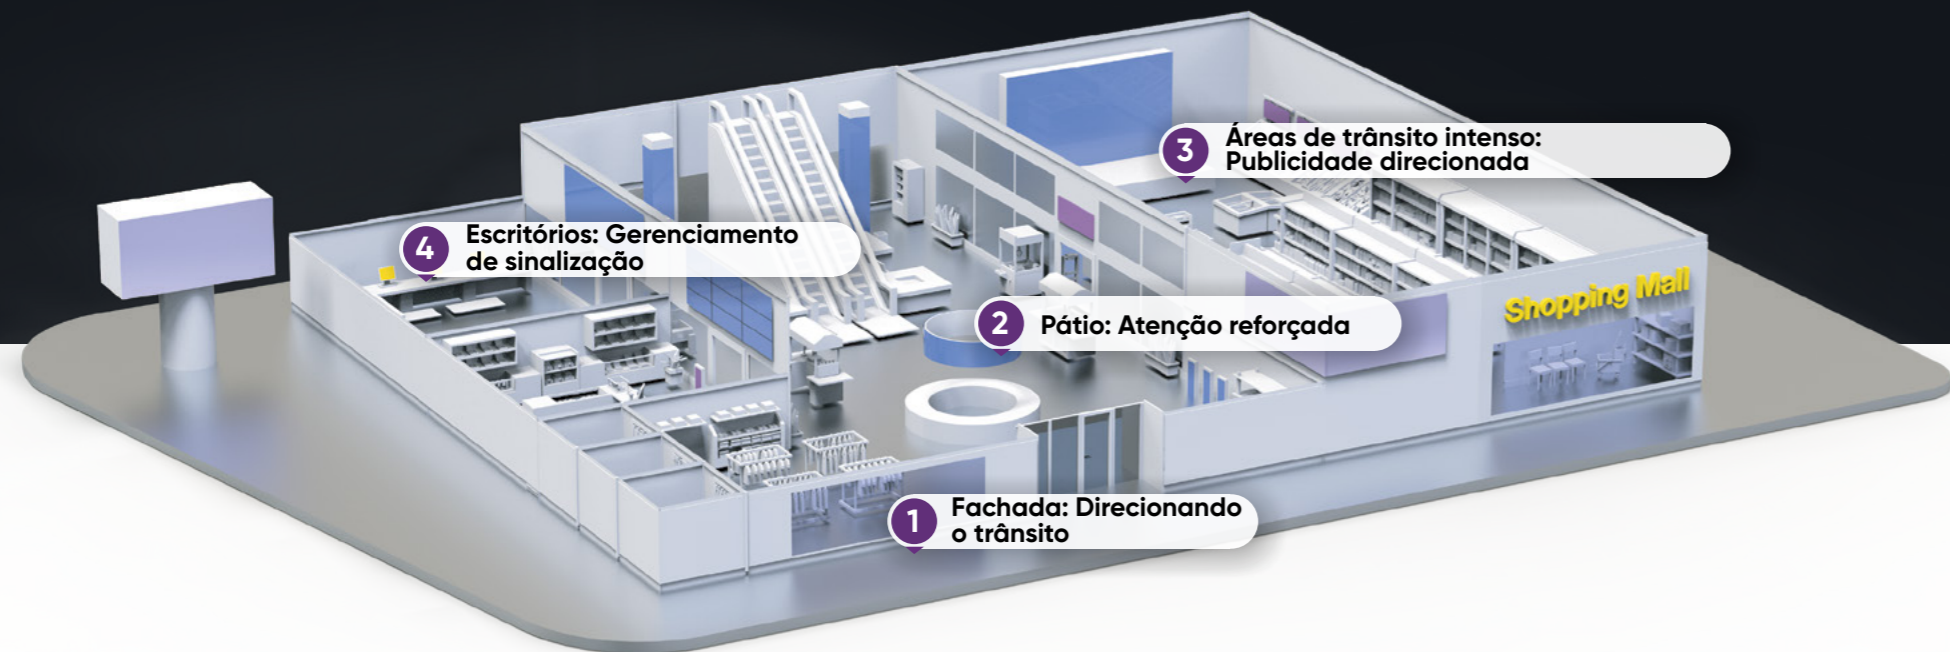 3
Áreas de trânsito intenso:
Publicidade direcionada
4
Escritórios: Gerenciamento
de sinalização
Shopping Mall
2
Pátio: Atenção reforçada
1
Fachada: Direcionando
o trânsito